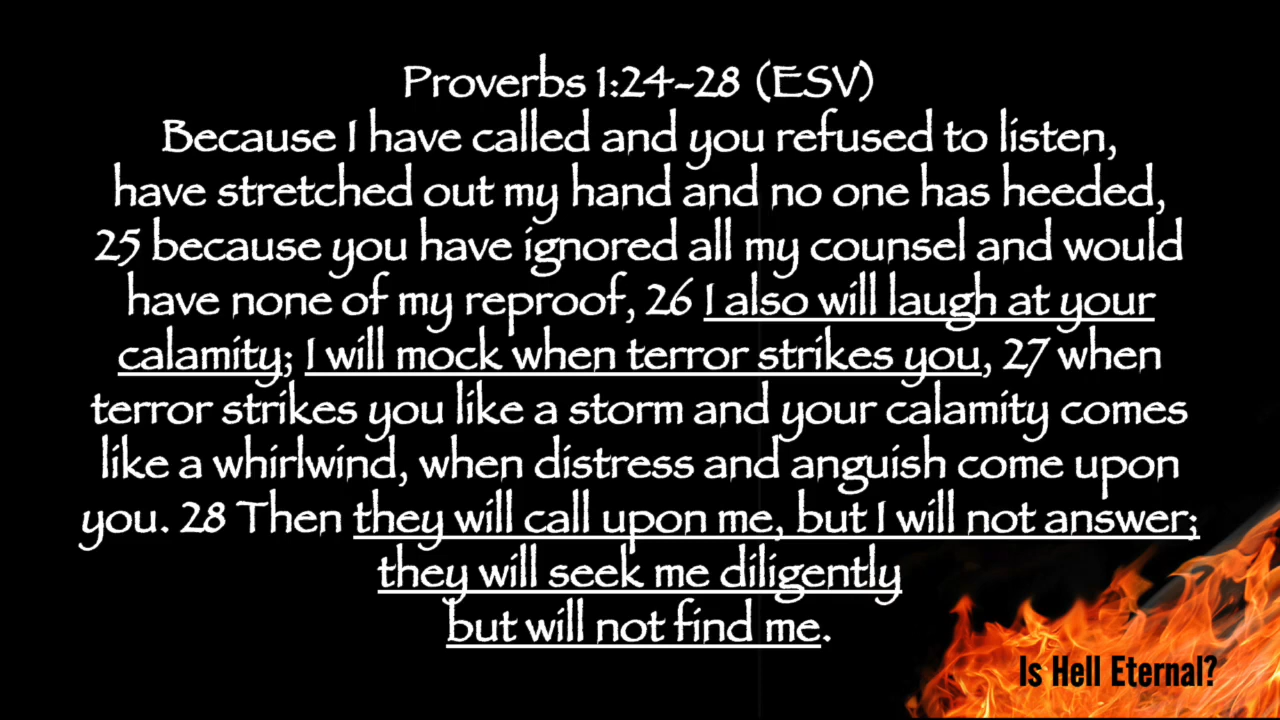 Proverbs 1:24-28 (ESV)
Because I have called and you refused to listen,
have stretched out my hand and no one has heeded,
25 because you have ignored all my counsel and would
have none of my reproof, 26 I also will laugh at your
calamity; I will mock when terror strikes you, 27 when
terror strikes you like a storm and your calamity comes
like a whirlwind, when distress and anguish come upon
you. 28 Then they will call upon me, but I will not answer;
they will seek me diligently
but will not find me.
Is Hell Eternal?